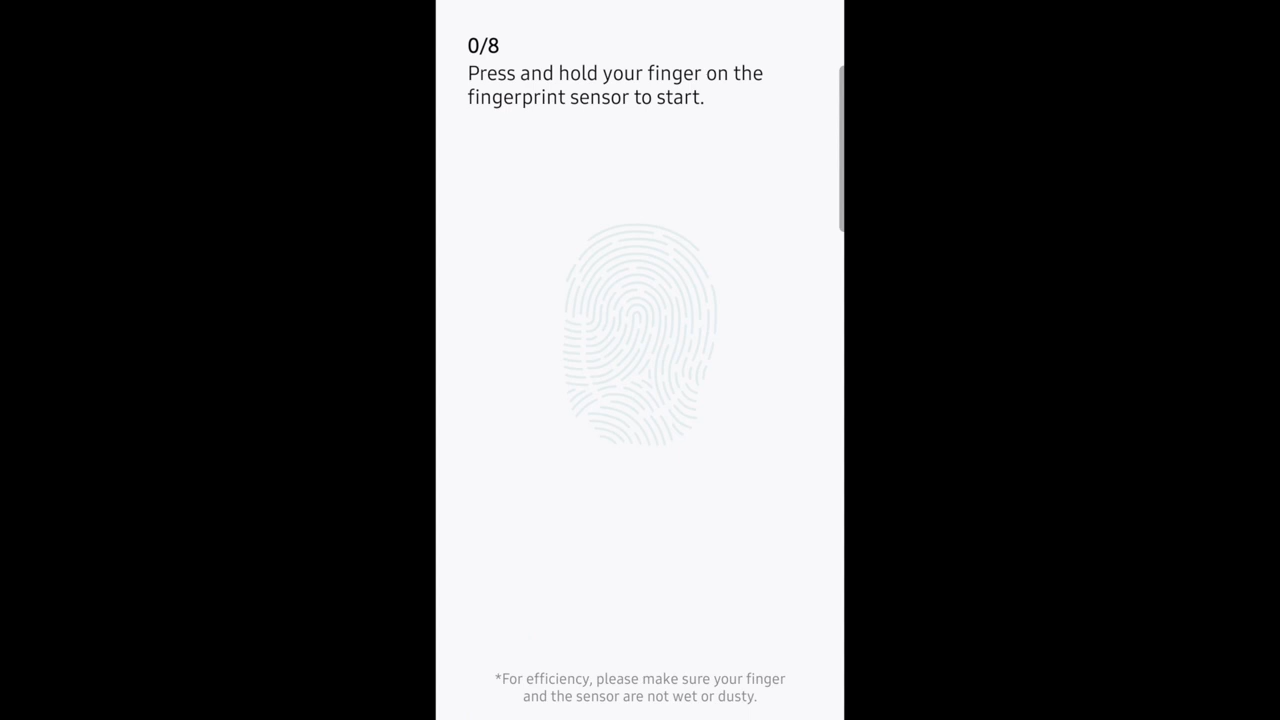 0/8
Press and hold your finger on the
fingerprint sensor to start.
*For efficiency, please make sure your finger
and the sensor are not wet or dusty.